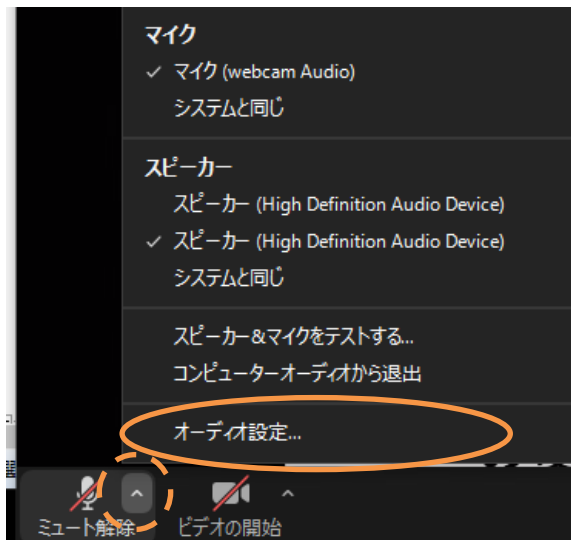 マイク
マイク (webcam Audio)
システムと同じ
スピーカー
スピーカー (High Definition Audio Device)
スピーカー (High Definition Audio Device)
システムと同じ
スピーカー&マイクをテストする...
コンピューターオーディオから退出
オーディオ設定...
ミュート解除
ビデオの開始